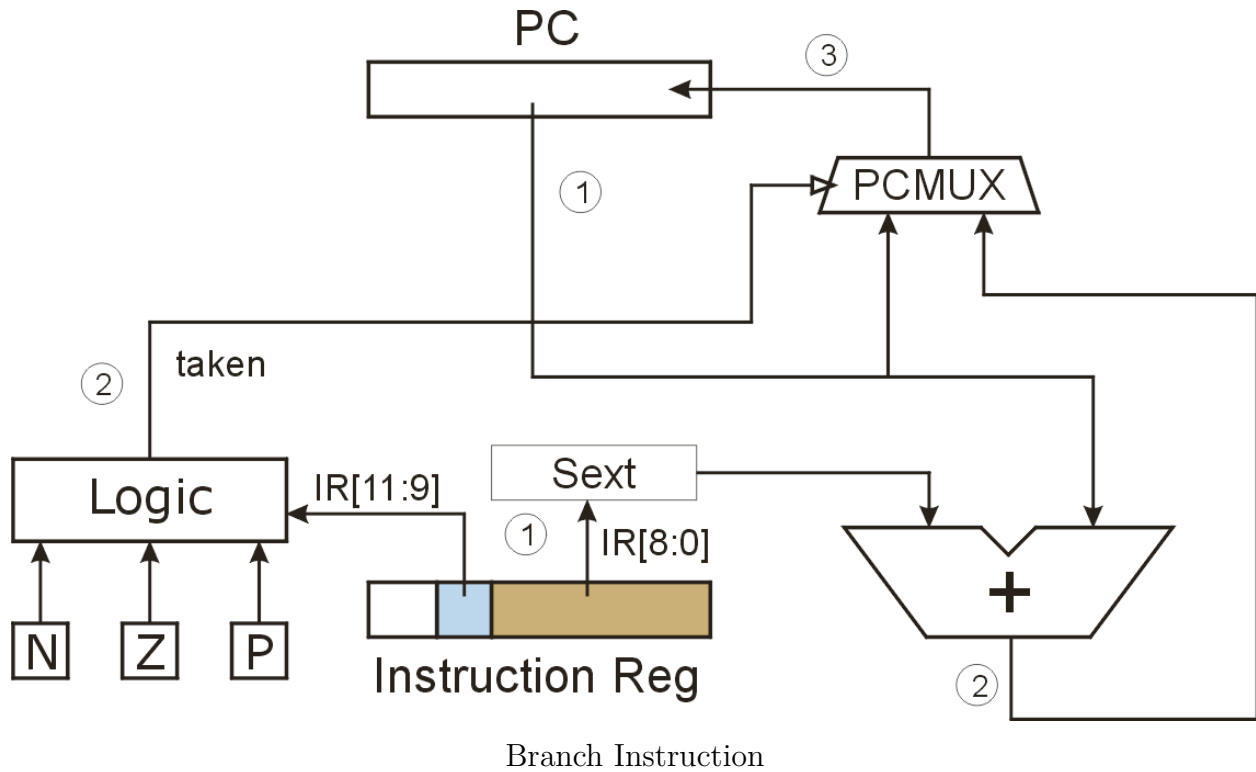 PC
3
1
PCMUX
2
taken
Logic
IR[11:9]
Sext
1
IR[8:0]
+
N
Z
P
Instruction Reg
2
Branch Instruction